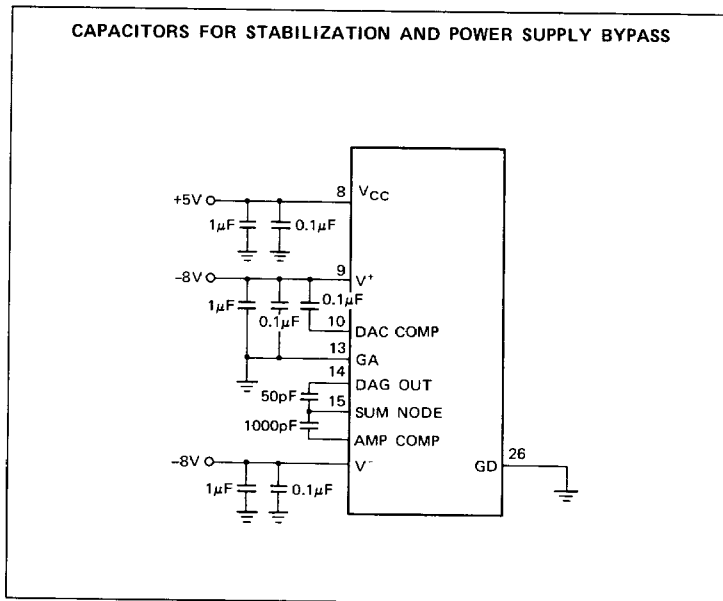 CAPACITORS FOR STABILIZATION AND POWER SUPPLY BYPASS
+5V
8
VCC
1μF
0.1μF
-8V
9
V+
1μF
0.1μF
0.1μF
10
DAC COMP
13
GA
14
DAG OUT
50pF
15
SUM NODE
1000pF
AMP COMP
-8V
V-
1μF
0.1μF
GD
26